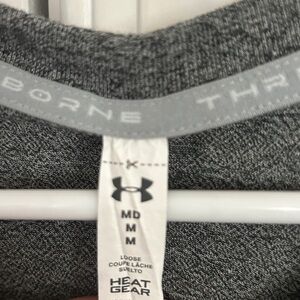 BORNE THR
MD
M
M
LOOSE
COUPE LÂCHE
SUELTO
HEAT
GEAR